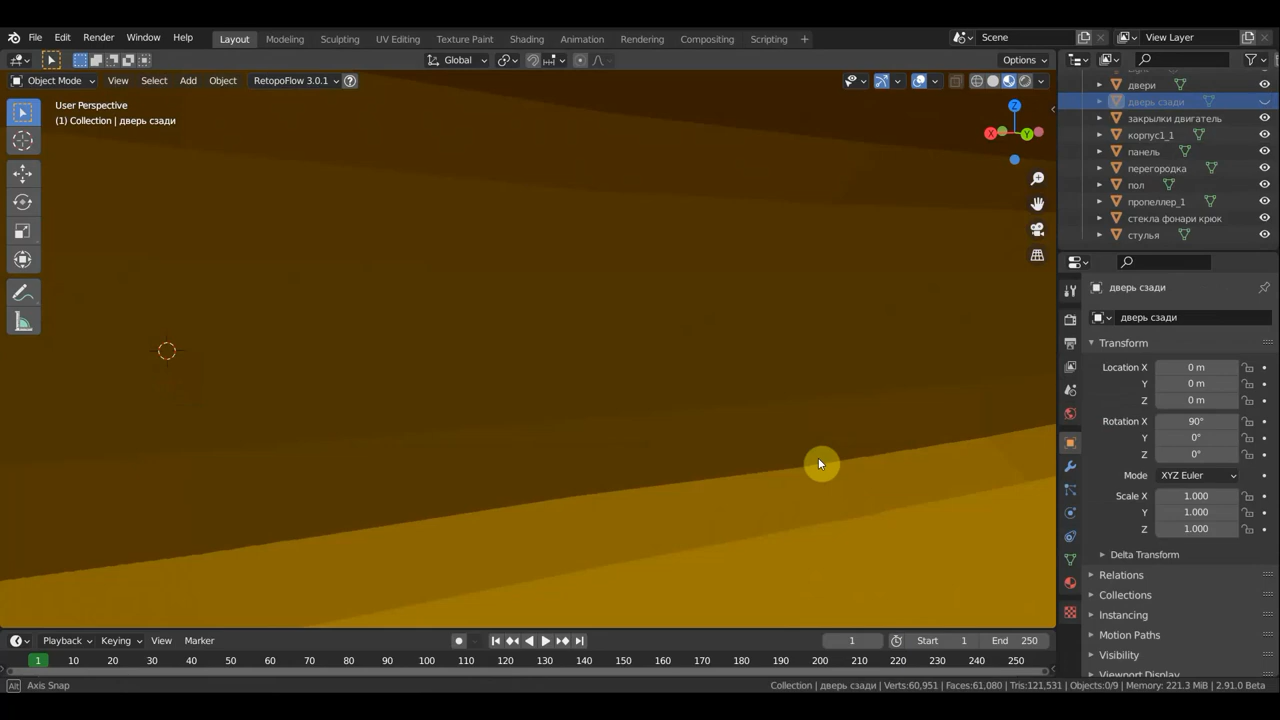 File Edit Render Window Help
Layout Modeling Sculpting UV Editing Texture Paint Shading Animation Rendering Compositing Scripting +
Scene
View Layer
Global
Options
Object Mode View Select Add Object RetopoFlow 3.0.1
User Perspective
(1) Collection | дверь сзади
X
Y
Z
двери
дверь сзади
закрылки двигатель
корпус1_1
панель
перегородка
пол
пропеллер_1
стекла фонари крюк
стулья
дверь сзади
дверь сзади
Transform
Location X 0 m
Y 0 m
Z 0 m
Rotation X 90°
Y 0°
Z 0°
Mode XYZ Euler
Scale X 1.000
Y 1.000
Z 1.000
Delta Transform
Relations
Collections
Instancing
Motion Paths
Visibility
Viewport Display
Playback Keying View Marker
1 Start 1 End 250
1 10 20 30 40 50 60 70 80 90 100 110 120 130 140 150 160 170 180 190 200 210 220 230 240 250
Alt Axis Snap
Collection | дверь сзади | Verts:60,951 | Faces:61,080 | Tris:121,531 | Objects:0/9 | Memory: 221.3 MiB | 2.91.0 Beta